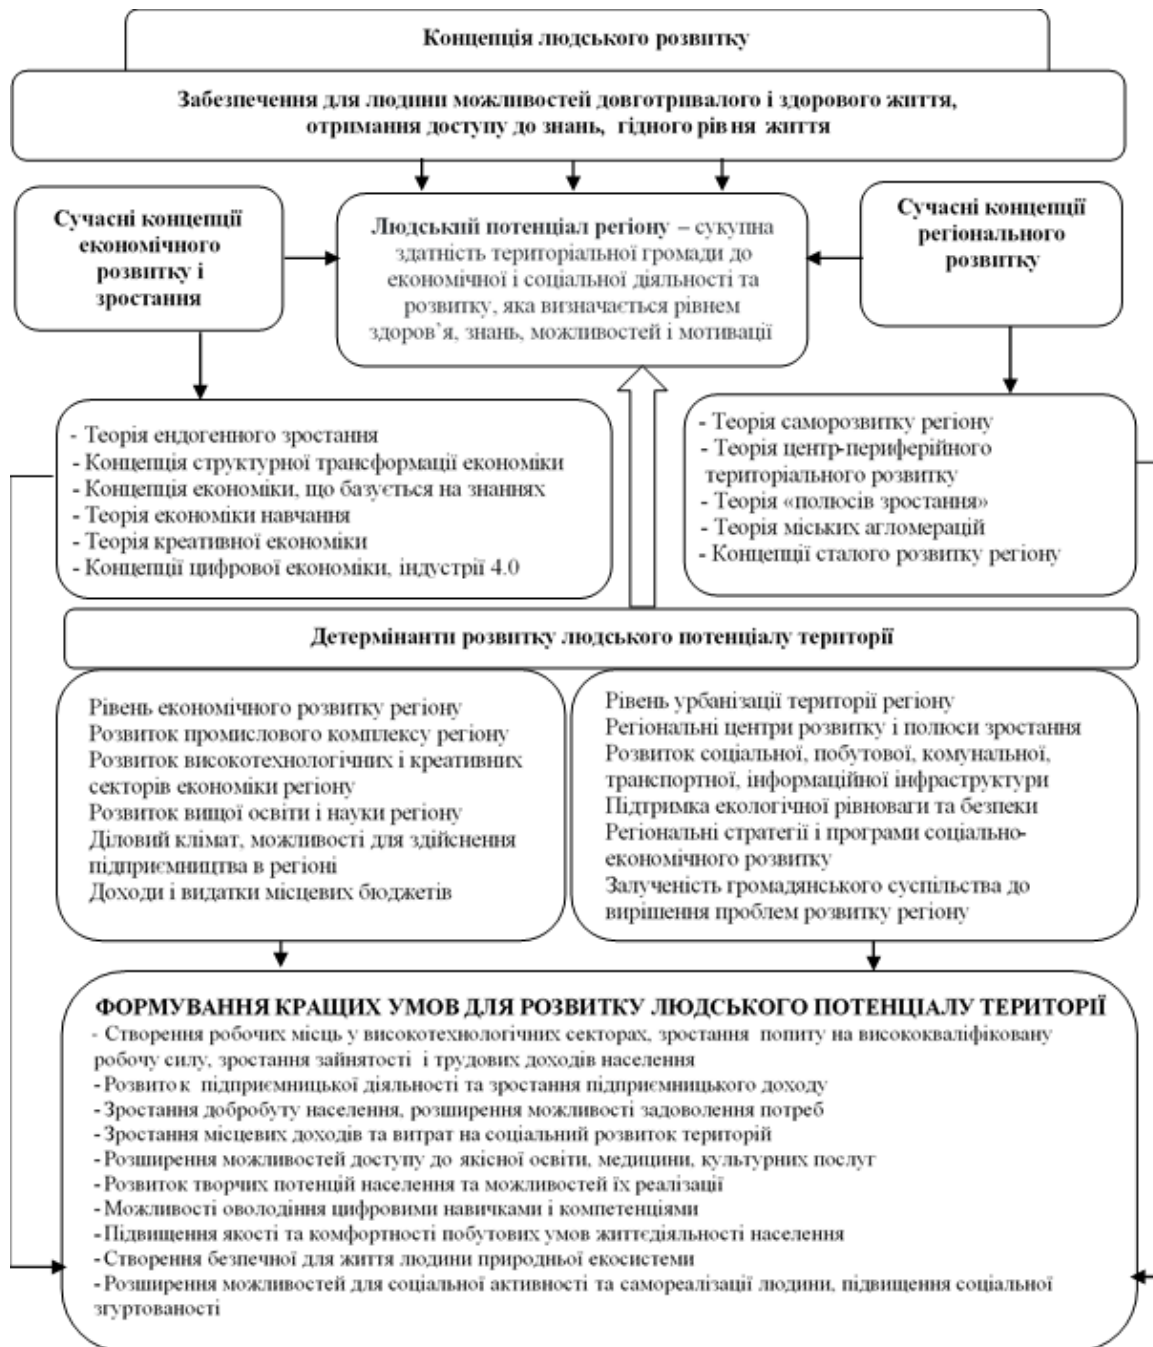 Концепція людського розвитку
Забезпечення для людини можливостей довготривалого і здорового життя,
отримання доступу до знань, гідного рівня життя
Сучасні концепції
економічного
розвитку і
зростання
Людський потенціал регіону – сукупна
здатність територіальної громади до
економічної і соціальної діяльності та
розвитку, яка визначається рівнем
здоров’я, знань, можливостей і мотивації
Сучасні концепції
регіонального
розвитку
- Теорія ендогенного зростання
- Концепція структурної трансформації економіки
- Концепція економіки, що базується на знаннях
- Теорія економіки навчання
- Теорія креативної економіки
- Концепції цифрової економіки, індустрії 4.0
- Теорія саморозвитку регіону
- Теорія центр-периферійного
територіального розвитку
- Теорія «полюсів зростання»
- Теорія міських агломерацій
- Концепції сталого розвитку регіону
Детермінанти розвитку людського потенціалу території
Рівень економічного розвитку регіону
Розвиток промислового комплексу регіону
Розвиток високотехнологічних і креативних
секторів економіки регіону
Розвиток вищої освіти і науки регіону
Діловий клімат, можливості для здійснення
підприємництва в регіоні
Доходи і видатки місцевих бюджетів
Рівень урбанізації території регіону
Регіональні центри розвитку і полюси зростання
Розвиток соціальної, побутової, комунальної,
транспортної, інформаційної інфраструктури
Підтримка екологічної рівноваги та безпеки
Регіональні стратегії і програми соціально-
економічного розвитку
Залученість громадянського суспільства до
вирішення проблем розвитку регіону
ФОРМУВАННЯ КРАЩИХ УМОВ ДЛЯ РОЗВИТКУ ЛЮДСЬКОГО ПОТЕНЦІАЛУ ТЕРИТОРІЇ
- Створення робочих місць у високотехнологічних секторах, зростання попиту на висококваліфіковану
робочу силу, зростання зайнятості і трудових доходів населення
- Розвиток підприємницької діяльності та зростання підприємницького доходу
- Зростання добробуту населення, розширення можливості задоволення потреб
- Зростання місцевих доходів та витрат на соціальний розвиток територій
- Розширення можливостей доступу до якісної освіти, медицини, культурних послуг
- Розвиток творчих потенцій населення та можливостей їх реалізації
- Можливості оволодіння цифровими навичками і компетенціями
- Підвищення якості та комфортності побутових умов життєдіяльності населення
- Створення безпечної для життя людини природньої екосистеми
- Розширення можливостей для соціальної активності та самореалізації людини, підвищення соціальної
згуртованості